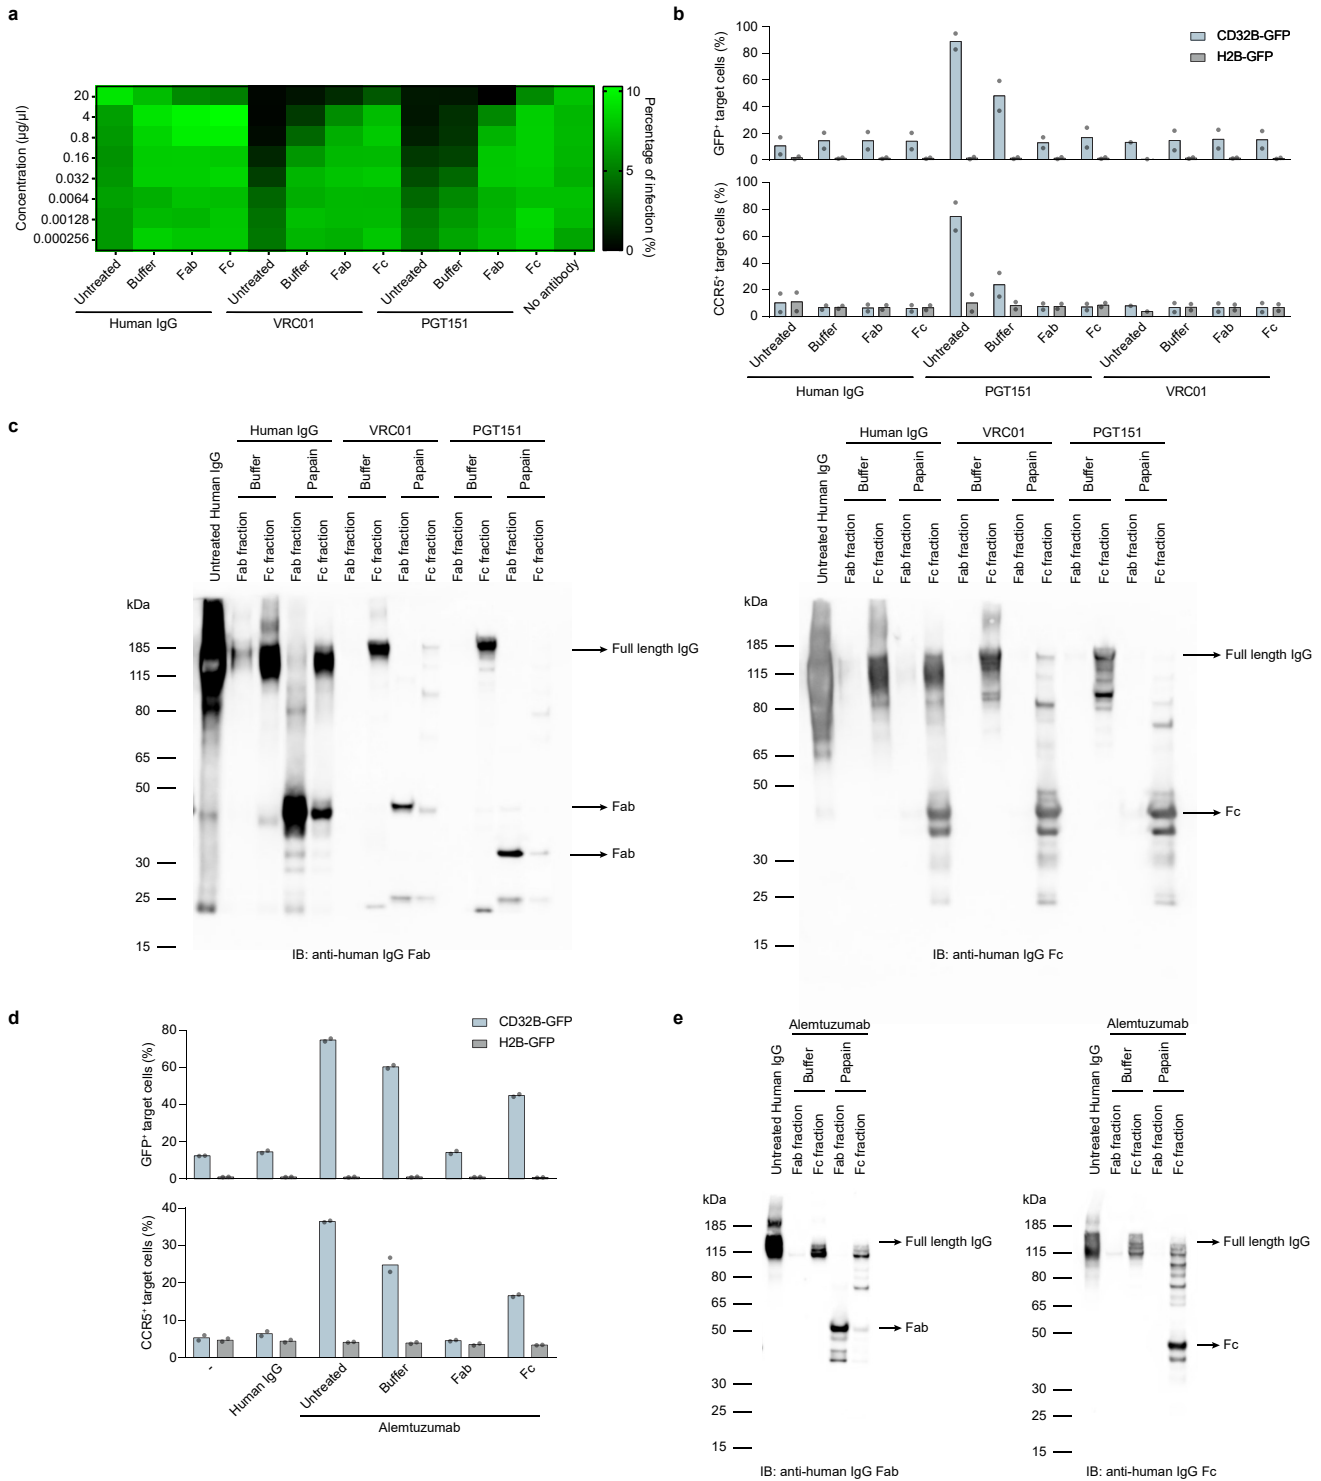 a
Concentration (µg/µl)
20
4
0.8
0.16
0.032
0.0064
0.00128
0.000256
Untreated
Buffer
Fab
Fc
Untreated
Buffer
Fab
Fc
Untreated
Buffer
Fab
Fc
No antibody
Human IgG
VRC01
PGT151
10
5
0
Percentage of infection (%)
b
CD32B-GFP
H2B-GFP
GFP⁺ target cells (%)
100
80
60
40
20
0
CCR5⁺ target cells (%)
100
80
60
40
20
0
Untreated
Buffer
Fab
Fc
Untreated
Buffer
Fab
Fc
Untreated
Buffer
Fab
Fc
Human IgG
PGT151
VRC01
c
Human IgG
VRC01
PGT151
Buffer
Papain
Buffer
Papain
Buffer
Papain
Untreated Human IgG
Fab fraction
Fc fraction
Fab fraction
Fc fraction
Fab fraction
Fc fraction
Fab fraction
Fc fraction
Fab fraction
Fc fraction
Fab fraction
Fc fraction
kDa
185
115
80
65
50
30
25
15
Full length IgG
Fab
Fab
IB: anti-human IgG Fab
Human IgG
VRC01
PGT151
Buffer
Papain
Buffer
Papain
Buffer
Papain
Untreated Human IgG
Fab fraction
Fc fraction
Fab fraction
Fc fraction
Fab fraction
Fc fraction
Fab fraction
Fc fraction
Fab fraction
Fc fraction
Fab fraction
Fc fraction
kDa
185
115
80
65
50
30
25
15
Full length IgG
Fc
IB: anti-human IgG Fc
d
CD32B-GFP
H2B-GFP
GFP⁺ target cells (%)
80
60
40
20
0
CCR5⁺ target cells (%)
40
30
20
10
0
-
Human IgG
Untreated
Buffer
Fab
Fc
Alemtuzumab
e
Alemtuzumab
Buffer
Papain
Untreated Human IgG
Fab fraction
Fc fraction
Fab fraction
Fc fraction
kDa
185
115
80
65
50
30
25
15
Full length IgG
Fab
IB: anti-human IgG Fab
Alemtuzumab
Buffer
Papain
Untreated Human IgG
Fab fraction
Fc fraction
Fab fraction
Fc fraction
kDa
185
115
80
65
50
30
25
15
Full length IgG
Fc
IB: anti-human IgG Fc